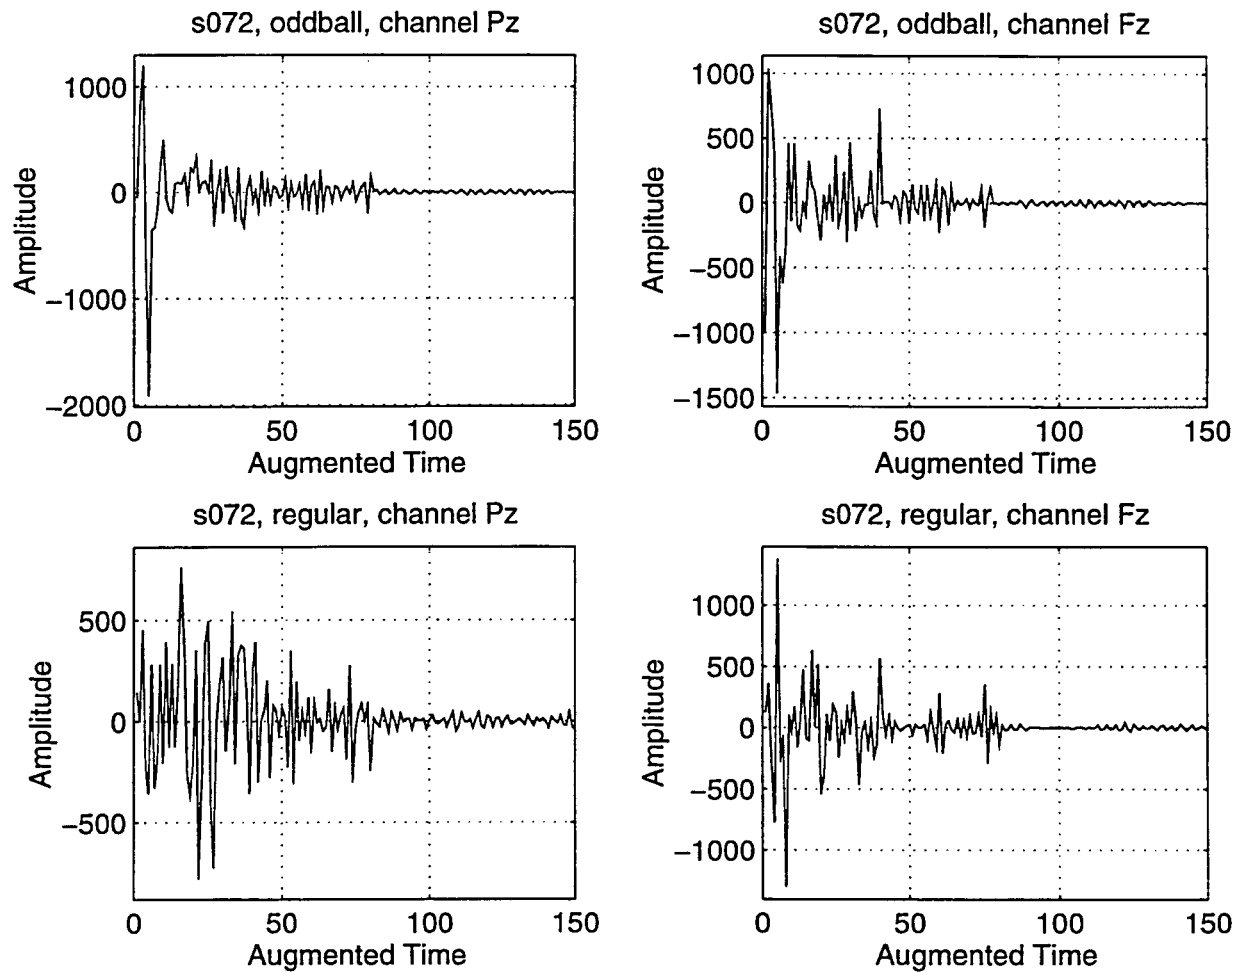 s072, oddball, channel Pz
1000
0
−1000
−2000
Amplitude
0 50 100 150
Augmented Time
s072, oddball, channel Fz
1000
500
0
−500
−1000
−1500
Amplitude
0 50 100 150
Augmented Time
s072, regular, channel Pz
500
0
−500
Amplitude
0 50 100 150
Augmented Time
s072, regular, channel Fz
1000
500
0
−500
−1000
Amplitude
0 50 100 150
Augmented Time